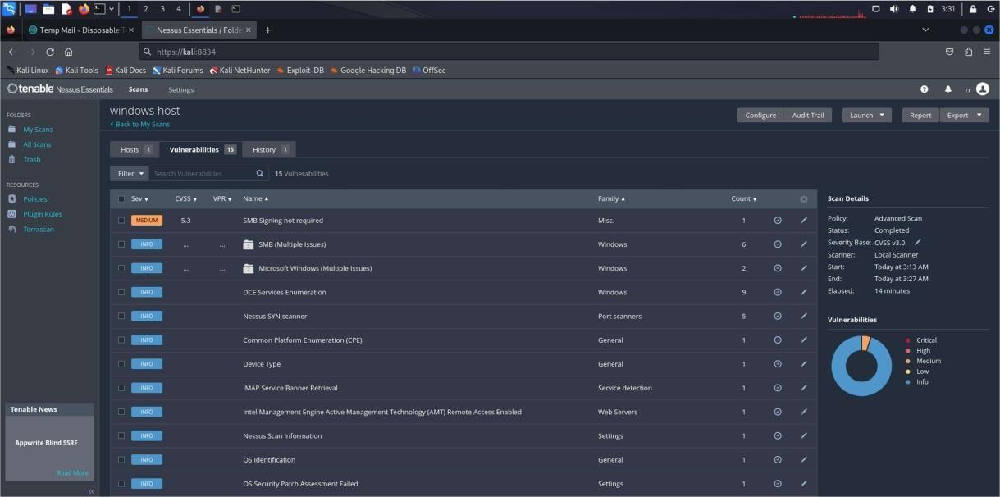 1 2 3 4 3:31
Temp Mail - Disposable T Nessus Essentials / Folde
https://kali:8834
Kali Linux Kali Tools Kali Docs Kali Forums Kali NetHunter Exploit-DB Google Hacking DB OffSec
tenable Nessus Essentials Scans Settings rr
FOLDERS
My Scans
All Scans
Trash
RESOURCES
Policies
Plugin Rules
Terrascan
Tenable News
Appwrite Blind SSRF
Read More
windows host
Back to My Scans
Configure Audit Trail Launch Report Export
Hosts 1 Vulnerabilities 15 History 1
Filter Search Vulnerabilities 15 Vulnerabilities
Sev CVSS VPR Name Family Count
MEDIUM 5.3 SMB Signing not required Misc. 1
INFO ... ... 5 SMB (Multiple Issues) Windows 6
INFO ... ... 2 Microsoft Windows (Multiple Issues) Windows 2
INFO DCE Services Enumeration Windows 9
INFO Nessus SYN scanner Port scanners 5
INFO Common Platform Enumeration (CPE) General 1
INFO Device Type General 1
INFO IMAP Service Banner Retrieval Service detection 1
INFO Intel Management Engine Active Management Technology (AMT) Remote Access Enabled Web Servers 1
INFO Nessus Scan Information Settings 1
INFO OS Identification General 1
INFO OS Security Patch Assessment Failed Settings 1
Scan Details
Policy: Advanced Scan
Status: Completed
Severity Base: CVSS v3.0
Scanner: Local Scanner
Start: Today at 3:13 AM
End: Today at 3:27 AM
Elapsed: 14 minutes
Vulnerabilities
Critical
High
Medium
Low
Info